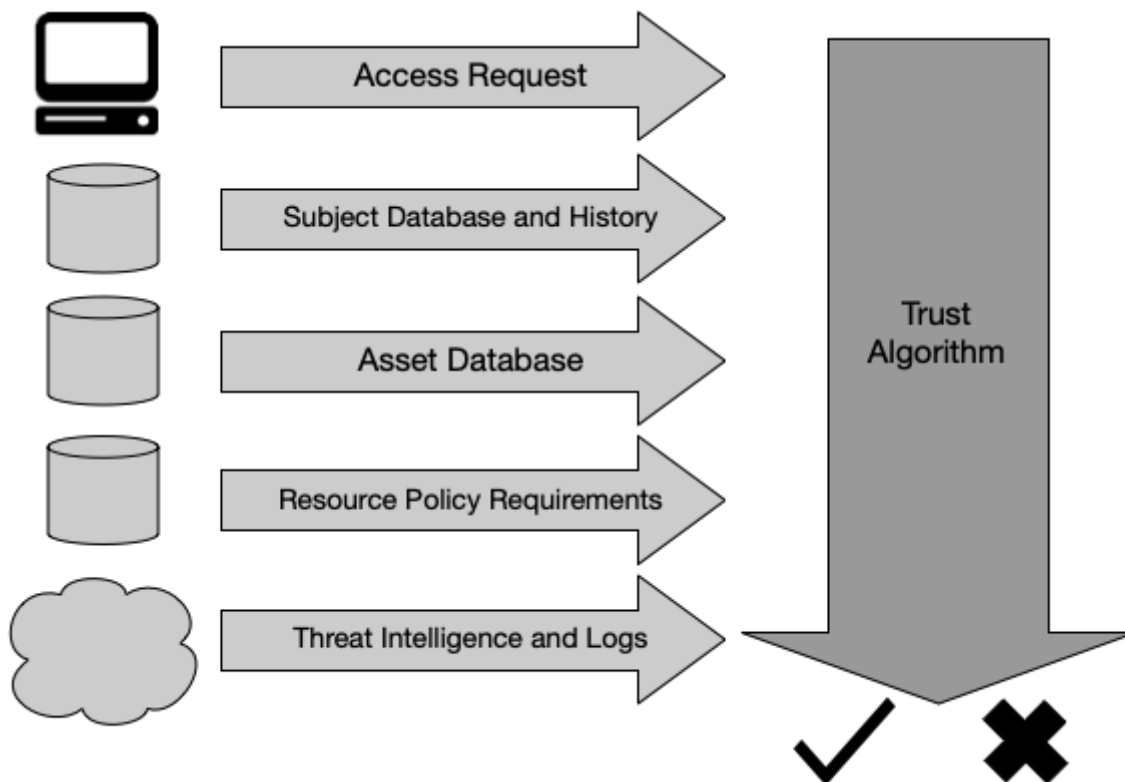 Access Request
Subject Database and History
Asset Database
Resource Policy Requirements
Threat Intelligence and Logs
Trust
Algorithm